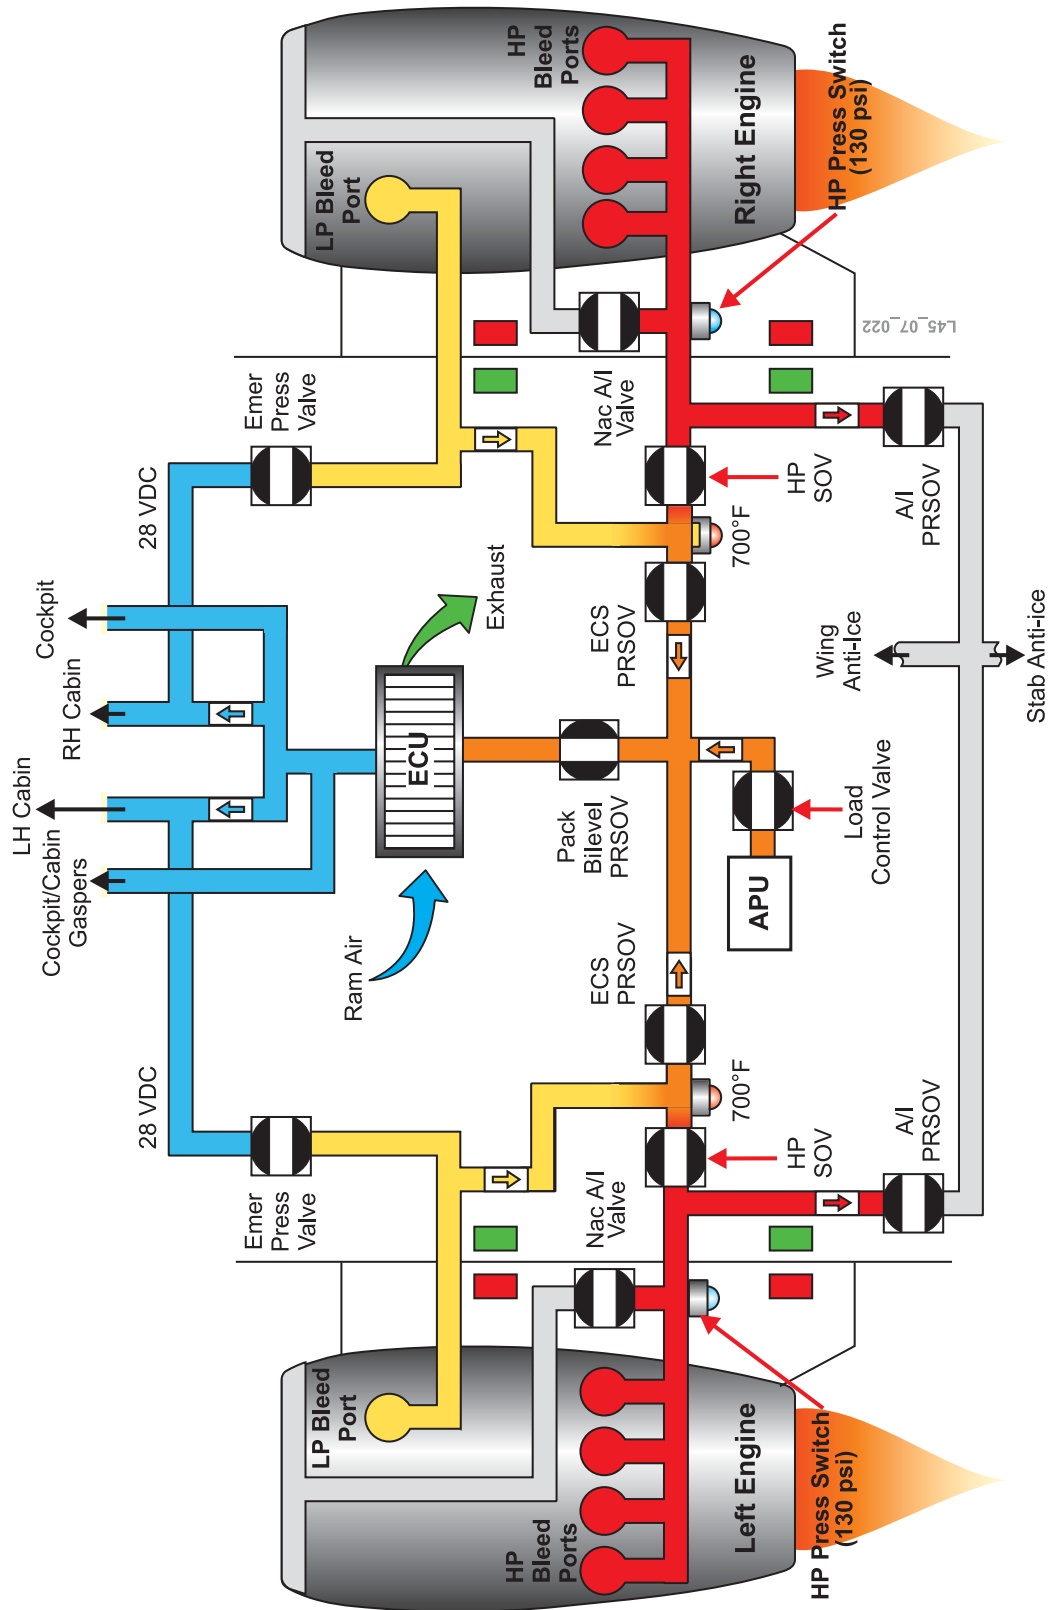 LH Cabin
Cockpit/Cabin
Gaspers
RH Cabin
Cockpit
28 VDC
28 VDC
Emer
Press
Valve
Emer
Press
Valve
LP Bleed
Port
LP Bleed
Port
Ram Air
ECU
Exhaust
HP
Bleed
Ports
HP
Bleed
Ports
Nac A/I
Valve
Nac A/I
Valve
ECS
PRSOV
Pack
Bilevel
PRSOV
ECS
PRSOV
Left Engine
Right Engine
700°F
700°F
HP
SOV
HP
SOV
APU
Load
Control Valve
HP Press Switch
(130 psi)
HP Press Switch
(130 psi)
Wing
Anti-Ice
A/I
PRSOV
A/I
PRSOV
Stab Anti-ice
L45_07_022